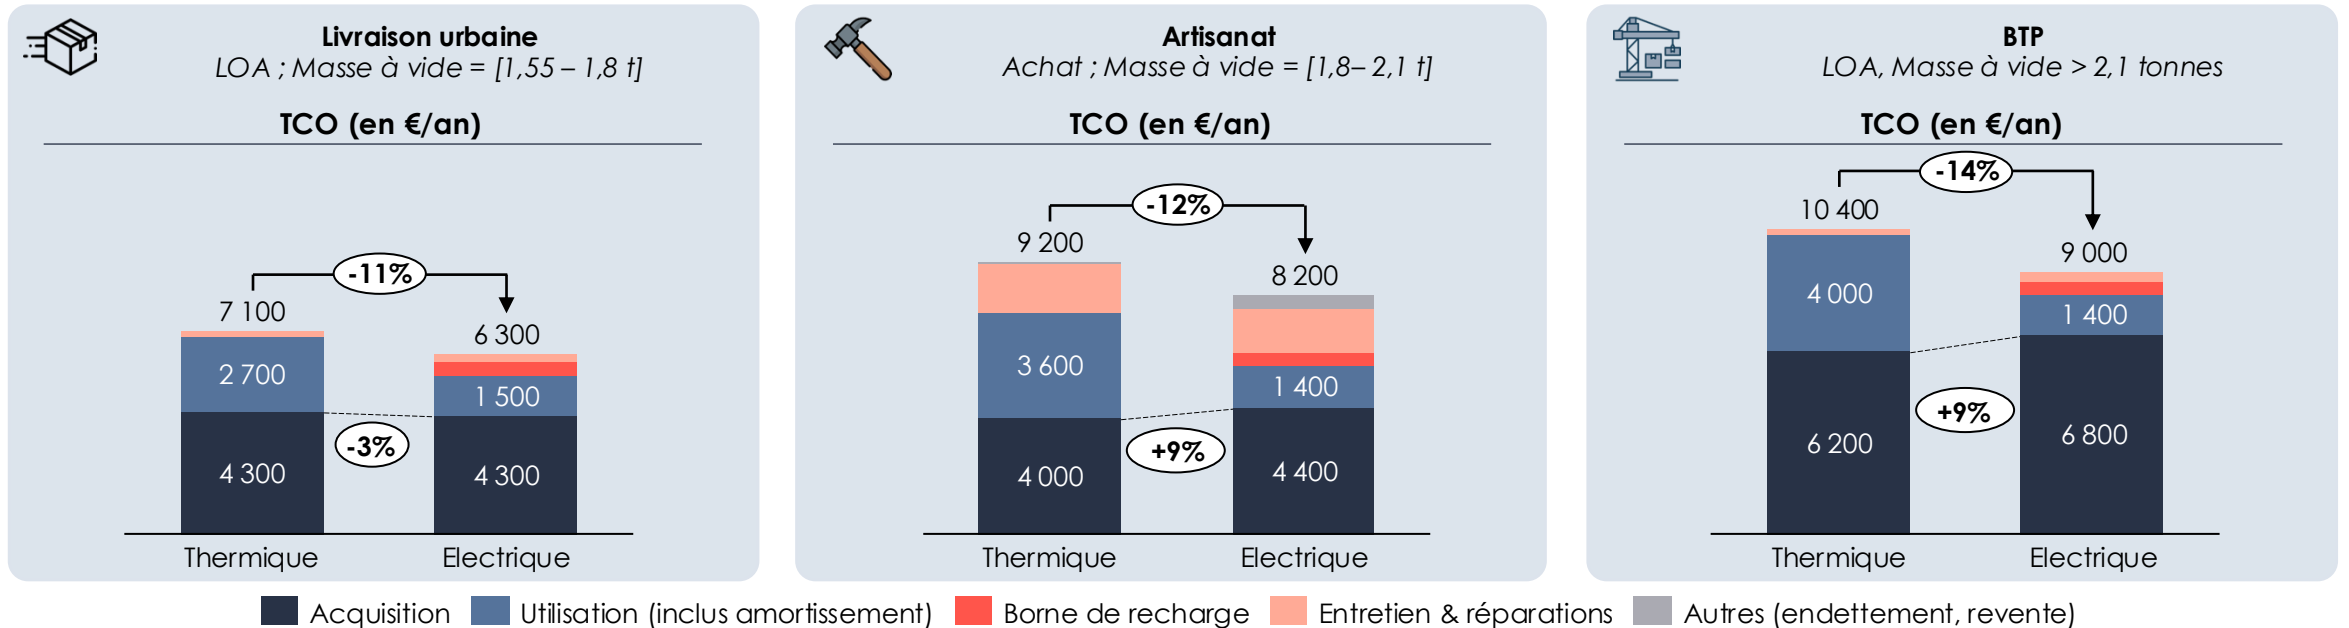 Livraison urbaine
LOA ; Masse à vide = [1,55 – 1,8 t]
TCO (en €/an)
-11%
7 100
6 300
2 700
1 500
-3%
4 300
4 300
Thermique
Electrique
Artisanat
Achat ; Masse à vide = [1,8– 2,1 t]
TCO (en €/an)
-12%
9 200
8 200
3 600
1 400
+9%
4 000
4 400
Thermique
Electrique
BTP
LOA, Masse à vide > 2,1 tonnes
TCO (en €/an)
-14%
10 400
9 000
4 000
1 400
+9%
6 200
6 800
Thermique
Electrique
Acquisition
Utilisation (inclus amortissement)
Borne de recharge
Entretien & réparations
Autres (endettement, revente)